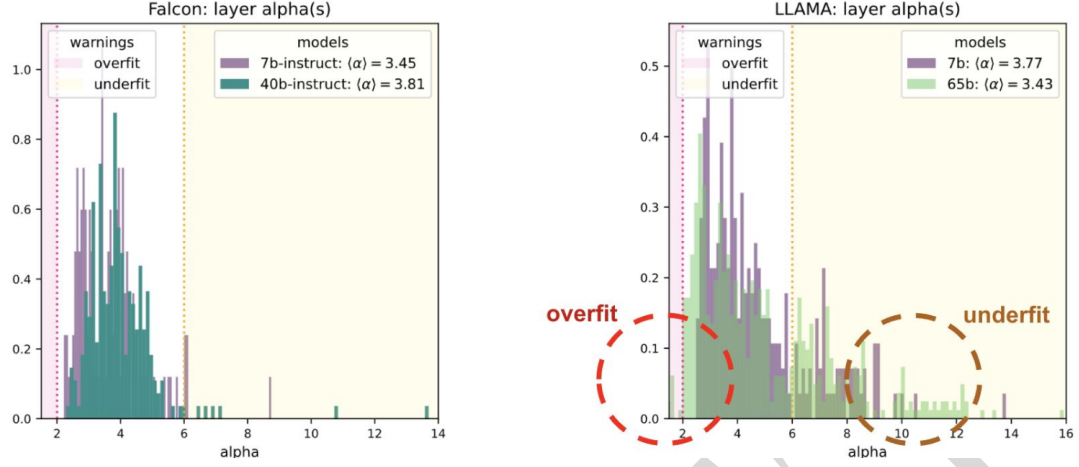 Falcon: layer alpha(s)
warnings
overfit
underfit
models
7b-instruct: ⟨α⟩ = 3.45
40b-instruct: ⟨α⟩ = 3.81
1.0
0.8
0.6
0.4
0.2
0.0
2 4 6 8 10 12 14
alpha
LLAMA: layer alpha(s)
warnings
overfit
underfit
models
7b: ⟨α⟩ = 3.77
65b: ⟨α⟩ = 3.43
0.5
0.4
0.3
0.2
0.1
0.0
overfit
underfit
2 4 6 8 10 12 14 16
alpha